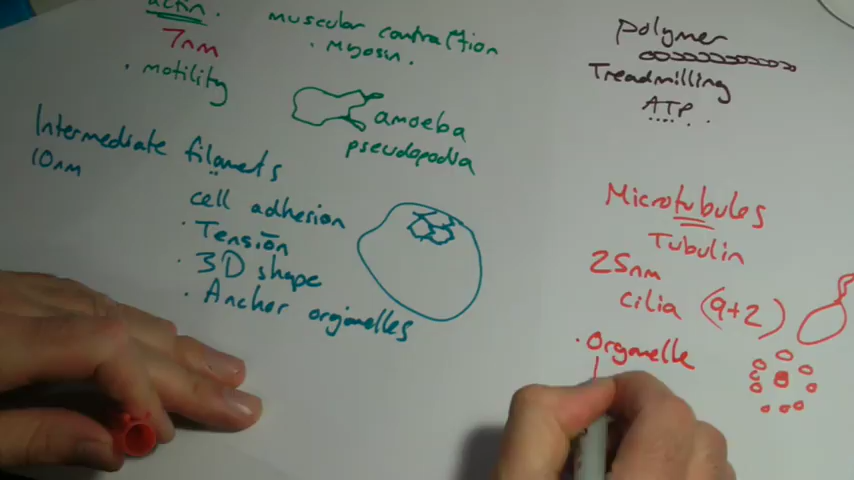 actin.
7nm
. motility
muscular contraction
. Myosin.
amoeba
pseudopodia
Intermediate filamets
10nm
cell adhesion
. Tension
. 3D shape
. Anchor organelles
polymer
Treadmilling
ATP
Microtubules
Tubulin
25nm
cilia (9+2)
. Organelle